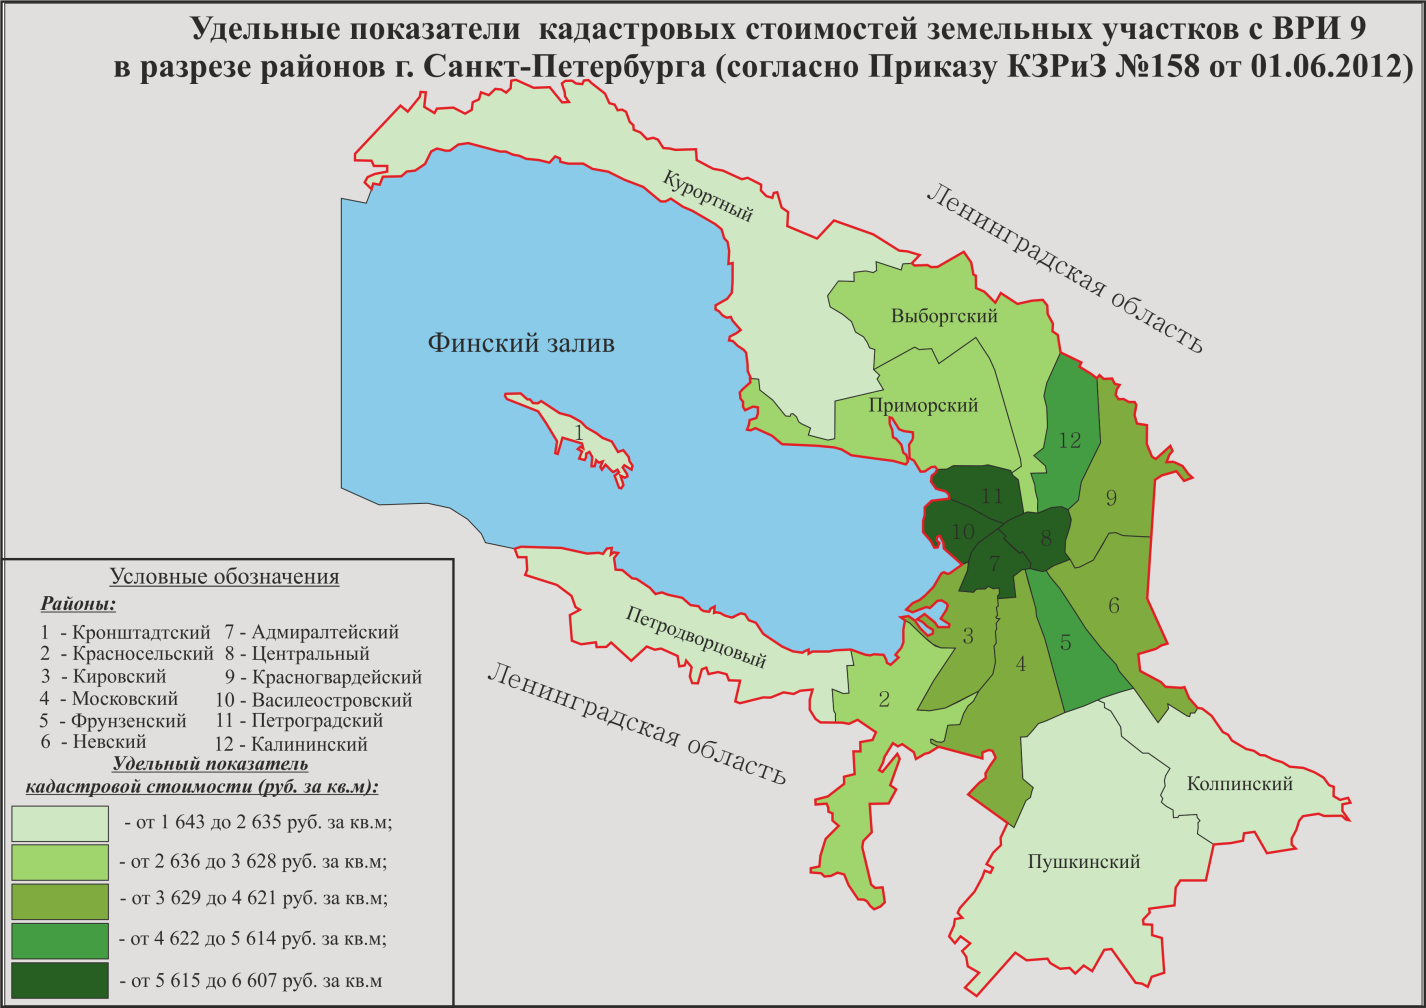 Удельные показатели кадастровых стоимостей земельных участков с ВРИ 9
в разрезе районов г. Санкт-Петербурга (согласно Приказу КЗРиЗ №158 от 01.06.2012)
Курортный
Ленинградская область
Выборгский
Финский залив
Приморский
1
12
11
9
10
8
7
6
3
5
4
2
Петродворцовый
Ленинградская область
Колпинский
Пушкинский
Условные обозначения
Районы:
1 - Кронштадтский 7 - Адмиралтейский
2 - Красносельский 8 - Центральный
3 - Кировский 9 - Красногвардейский
4 - Московский 10 - Василеостровский
5 - Фрунзенский 11 - Петроградский
6 - Невский 12 - Калининский
Удельный показатель
кадастровой стоимости (руб. за кв.м):
- от 1 643 до 2 635 руб. за кв.м;
- от 2 636 до 3 628 руб. за кв.м;
- от 3 629 до 4 621 руб. за кв.м;
- от 4 622 до 5 614 руб. за кв.м;
- от 5 615 до 6 607 руб. за кв.м